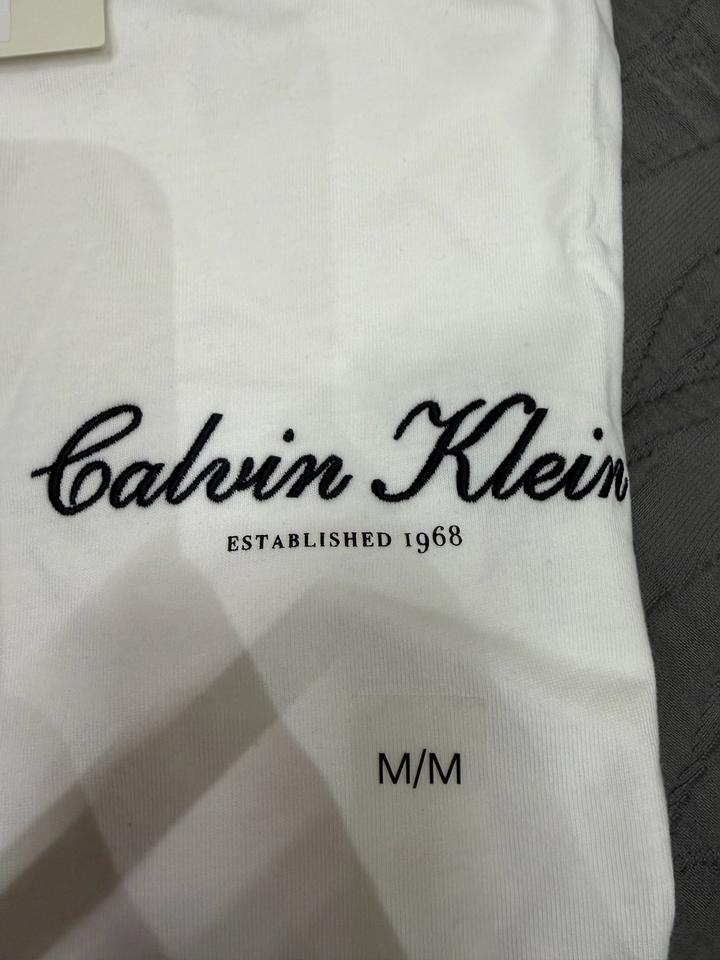 Calvin Klein
ESTABLISHED 1968
M/M